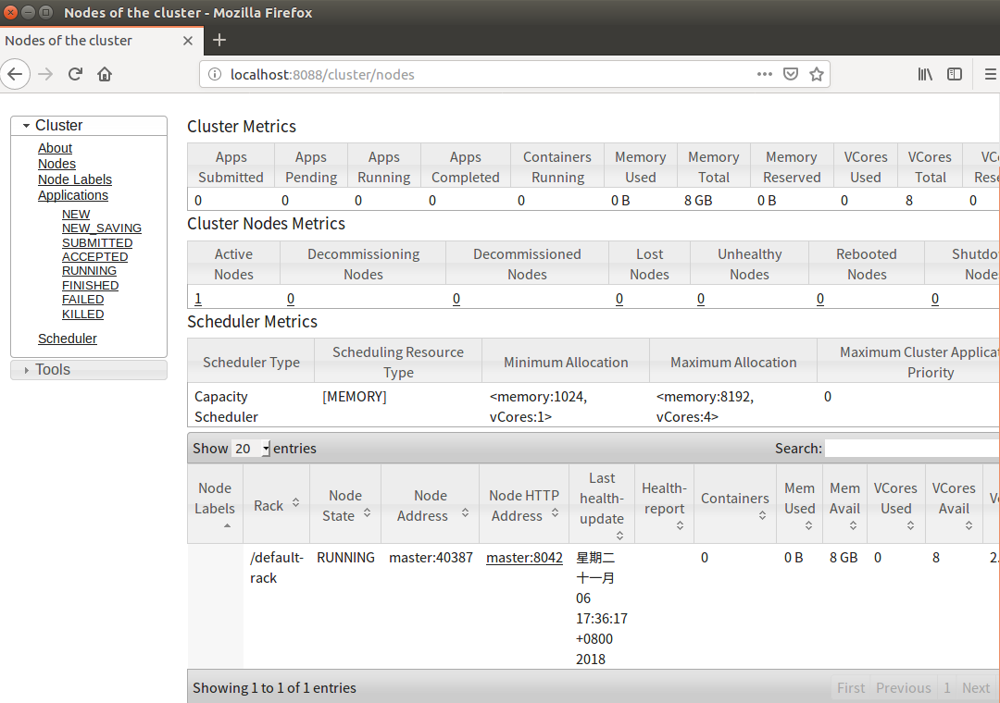 Nodes of the cluster - Mozilla Firefox
Nodes of the cluster
localhost:8088/cluster/nodes
Cluster
About
Nodes
Node Labels
Applications
NEW
NEW_SAVING
SUBMITTED
ACCEPTED
RUNNING
FINISHED
FAILED
KILLED
Scheduler
Tools
Cluster Metrics
Apps Submitted Apps Pending Apps Running Apps Completed Containers Running Memory Used Memory Total Memory Reserved VCores Used VCores Total
0 0 0 0 0 0 B 8 GB 0 B 0 8 0
Cluster Nodes Metrics
Active Nodes Decommissioning Nodes Decommissioned Nodes Lost Nodes Unhealthy Nodes Rebooted Nodes Shutdo Node
1 0 0 0 0 0 0
Scheduler Metrics
Scheduler Type Scheduling Resource Type Minimum Allocation Maximum Allocation Maximum Cluster Applicat Priority
Capacity Scheduler [MEMORY] <memory:1024, vCores:1> <memory:8192, vCores:4> 0
Show 20 entries Search:
Node Labels Rack Node State Node Address Node HTTP Address Last health-update Health-report Containers Mem Used Mem Avail VCores Used VCores Avail
/default-rack RUNNING master:40387 master:8042 星期二 十一月 06 17:36:17 +0800 2018 0 0 B 8 GB 0 8 2.
Showing 1 to 1 of 1 entries First Previous 1 Next